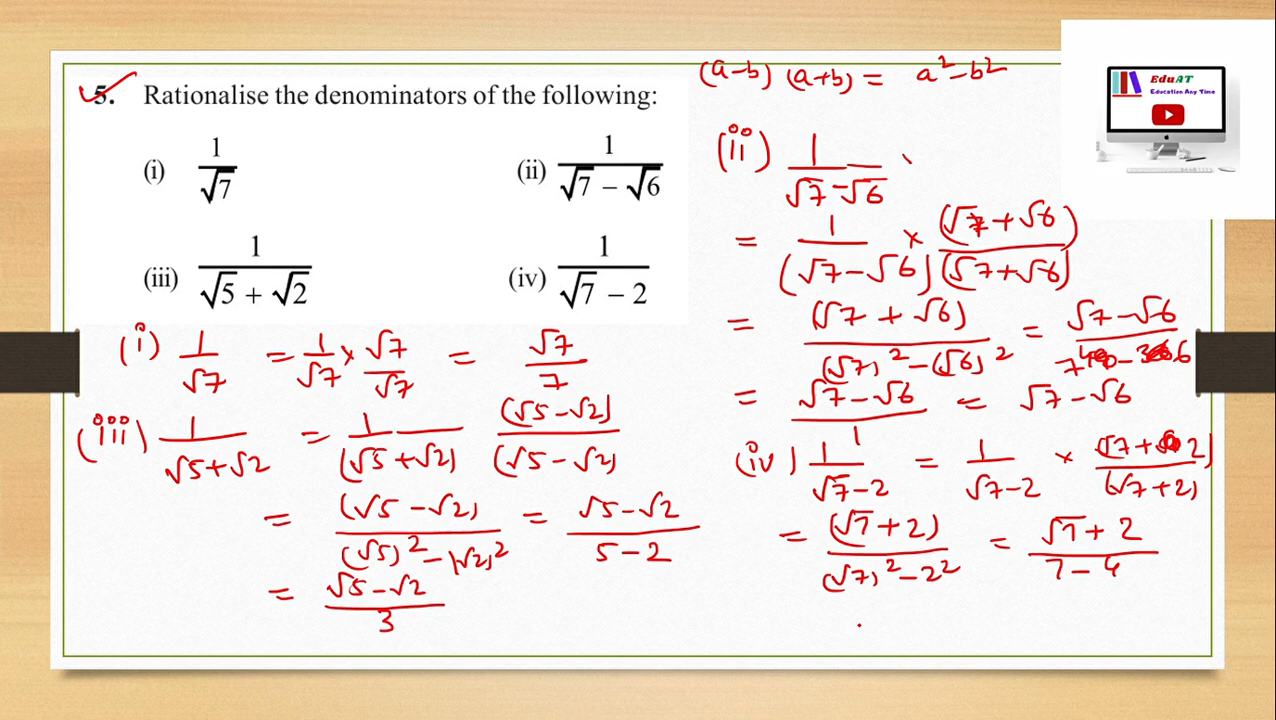 5. Rationalise the denominators of the following:
(i) 1/√7
(ii) 1/(√7 – √6)
(iii) 1/(√5 + √2)
(iv) 1/(√7 – 2)
(i) 1/√7 = 1/√7 × √7/√7 = √7/7
(iii) 1/(√5+√2) = 1/(√5+√2) (√5-√2)/(√5-√2)
= (√5-√2)/((√5)²-(√2)²) = (√5-√2)/(5-2)
= (√5-√2)/3
(a-b) (a+b) = a²-b²
(ii) 1/(√7-√6)
= 1/(√7-√6) × (√7+√6)/(√7+√6)
= (√7+√6)/((√7)²-(√6)²) = (√7-√6)/(7-6)
= (√7-√6)/1 = √7-√6
(iv) 1/(√7-2) = 1/(√7-2) × (√7+2)/(√7+2)
= (√7+2)/((√7)²-2²) = (√7+2)/(7-4)
EduAT
Education Any Time